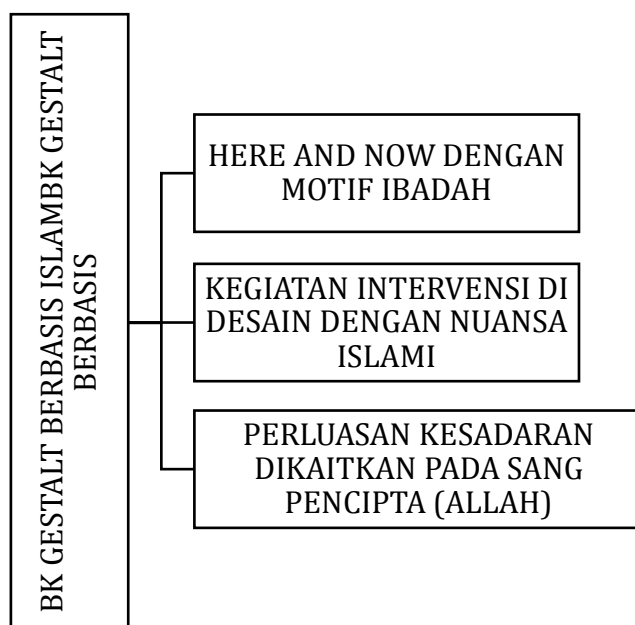 BK GESTALT BERBASIS ISLAMBK GESTALT
BERBASIS
HERE AND NOW DENGAN
MOTIF IBADAH
KEGIATAN INTERVENSI DI
DESAIN DENGAN NUANSA
ISLAMI
PERLUASAN KESADARAN
DIKAITKAN PADA SANG
PENCIPTA (ALLAH)